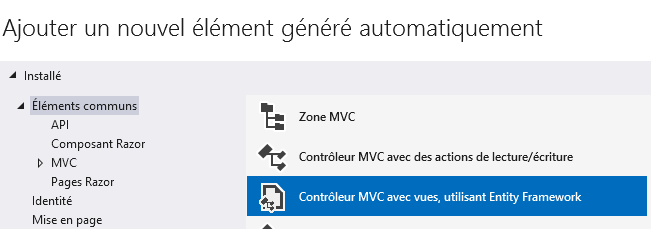 Ajouter un nouvel élément généré automatiquement
Installé
Éléments communs
API
Composant Razor
MVC
Pages Razor
Identité
Mise en page
Zone MVC
Contrôleur MVC avec des actions de lecture/écriture
Contrôleur MVC avec vues, utilisant Entity Framework